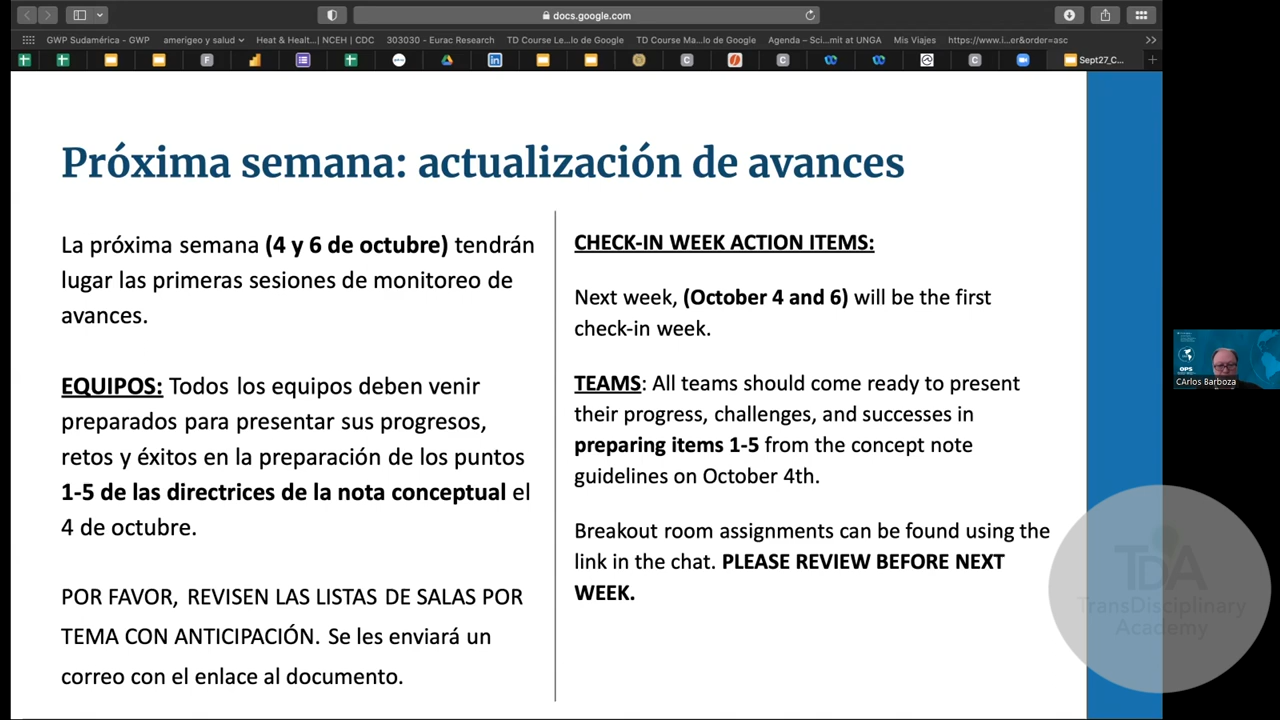 docs.google.com
GWP Sudamérica - GWP
amerigeo y salud
Heat & Healt...| NCEH | CDC
303030 - Eurac Research
TD Course Le...lo de Google
TD Course Ma...lo de Google
Agenda – Sci...mit at UNGA
Mis Viajes
https://www.i...er&order=asc
Sept27_C...
Próxima semana: actualización de avances
La próxima semana (4 y 6 de octubre) tendrán
lugar las primeras sesiones de monitoreo de
avances.
EQUIPOS: Todos los equipos deben venir
preparados para presentar sus progresos,
retos y éxitos en la preparación de los puntos
1-5 de las directrices de la nota conceptual el
4 de octubre.
POR FAVOR, REVISEN LAS LISTAS DE SALAS POR
TEMA CON ANTICIPACIÓN. Se les enviará un
correo con el enlace al documento.
CHECK-IN WEEK ACTION ITEMS:
Next week, (October 4 and 6) will be the first
check-in week.
TEAMS: All teams should come ready to present
their progress, challenges, and successes in
preparing items 1-5 from the concept note
guidelines on October 4th.
Breakout room assignments can be found using the
link in the chat. PLEASE REVIEW BEFORE NEXT
WEEK.
OPS
CArlos Barboza
TDA
TransDisciplinary
Academy